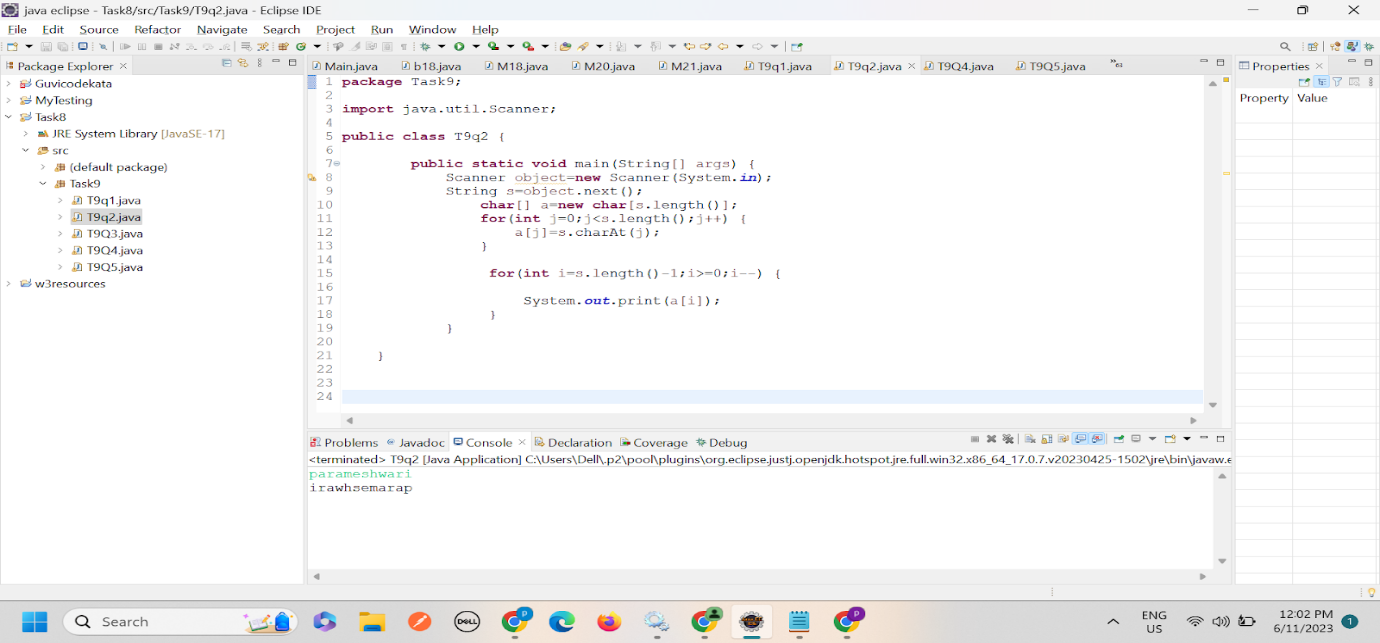 java eclipse - Task8/src/Task9/T9q2.java - Eclipse IDE
File Edit Source Refactor Navigate Search Project Run Window Help
Package Explorer
Guvicodekata
MyTesting
Task8
JRE System Library [JavaSE-17]
src
(default package)
Task9
T9q1.java
T9q2.java
T9Q3.java
T9Q4.java
T9Q5.java
w3resources
Main.java b18.java M18.java M20.java M21.java T9q1.java T9q2.java T9Q4.java T9Q5.java
1 package Task9;
2
3 import java.util.Scanner;
4
5 public class T9q2 {
6
7 public static void main(String[] args) {
8 Scanner object=new Scanner(System.in);
9 String s=object.next();
10 char[] a=new char[s.length()];
11 for(int j=0;j<s.length();j++) {
12 a[j]=s.charAt(j);
13 }
14
15 for(int i=s.length()-1;i>=0;i--) {
16
17 System.out.print(a[i]);
18 }
19 }
20
21 }
22
23
24
Properties
Property Value
Problems Javadoc Console Declaration Coverage Debug
<terminated> T9q2 [Java Application] C:\Users\Dell\.p2\pool\plugins\org.eclipse.justj.openjdk.hotspot.jre.full.win32.x86_64_17.0.7.v20230425-1502\jre\bin\javaw.e
parameshwari
irawhsemarap
Search
DELL
P
P
ENG
US
12:02 PM
6/11/2023
1